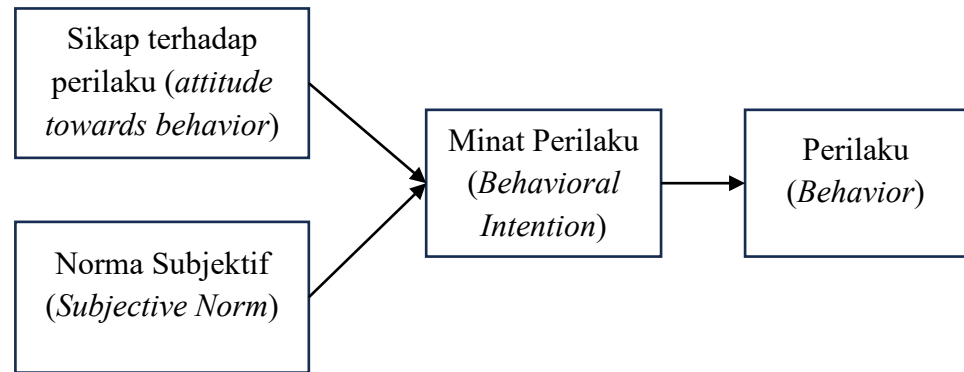 Sikap terhadap
perilaku (attitude
towards behavior)
Norma Subjektif
(Subjective Norm)
Minat Perilaku
(Behavioral
Intention)
Perilaku
(Behavior)